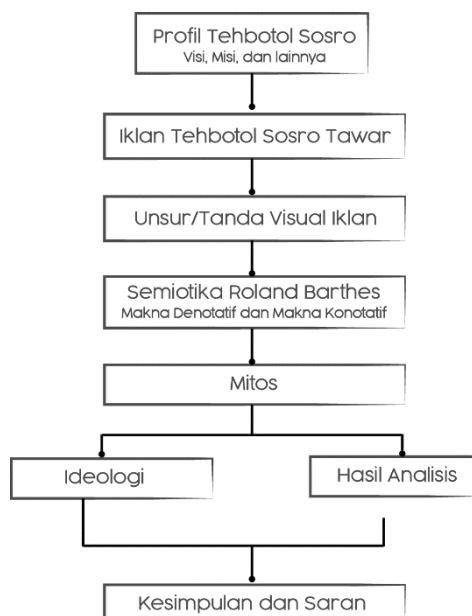 Profil Tehbotol Sosro
Visi, Misi, dan lainnya
Iklan Tehbotol Sosro Tawar
Unsur/Tanda Visual Iklan
Semiotika Roland Barthes
Makna Denotatif dan Makna Konotatif
Mitos
Ideologi
Hasil Analisis
Kesimpulan dan Saran